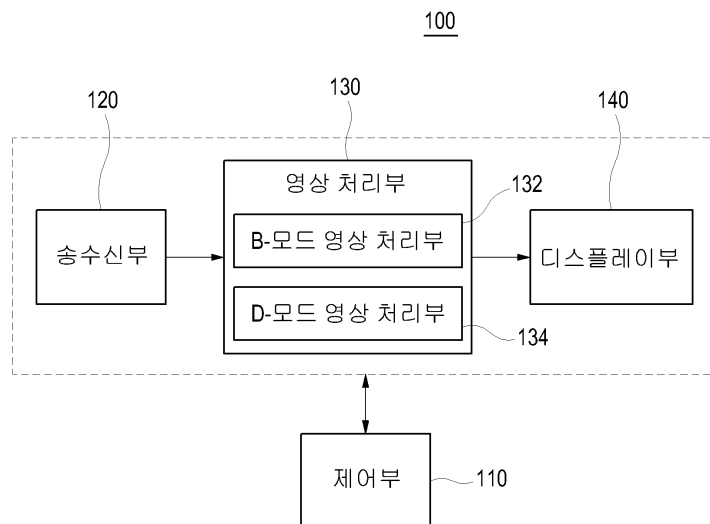 100
120
130
140
영상 처리부
132
송수신부
B-모드 영상 처리부
디스플레이부
D-모드 영상 처리부
134
제어부
110